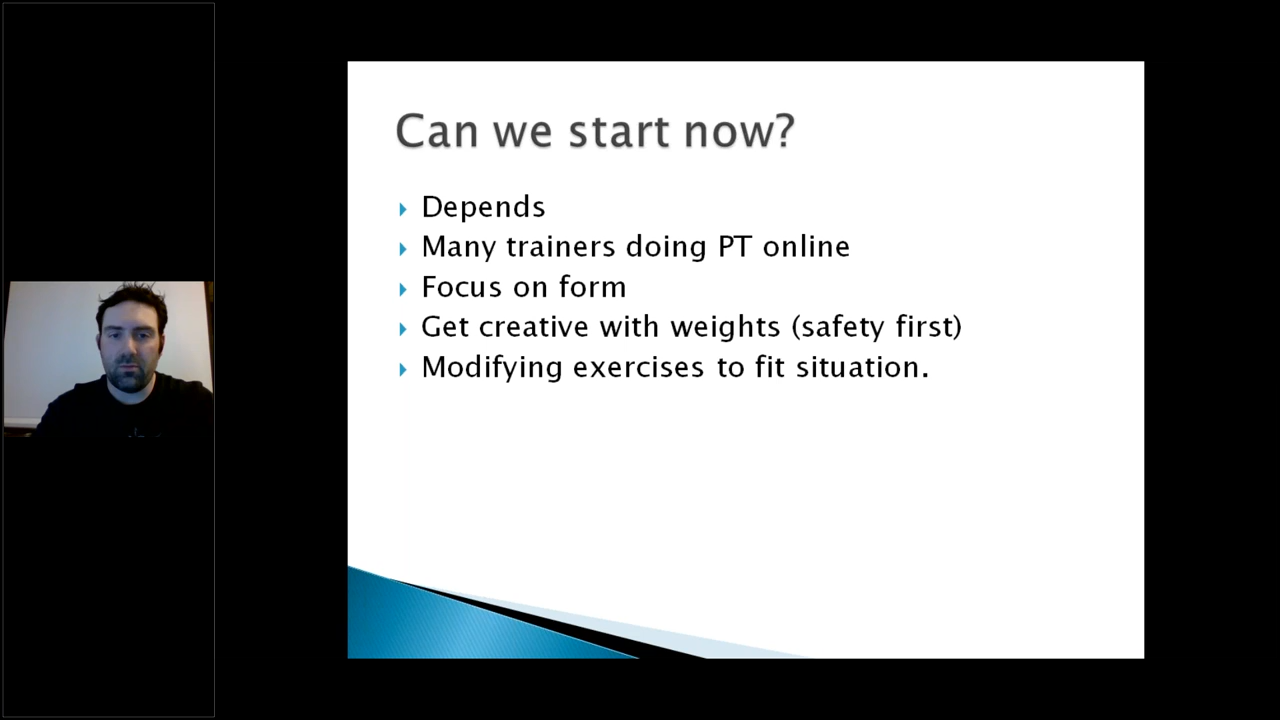 Can we start now?
Depends
Many trainers doing PT online
Focus on form
Get creative with weights (safety first)
Modifying exercises to fit situation.